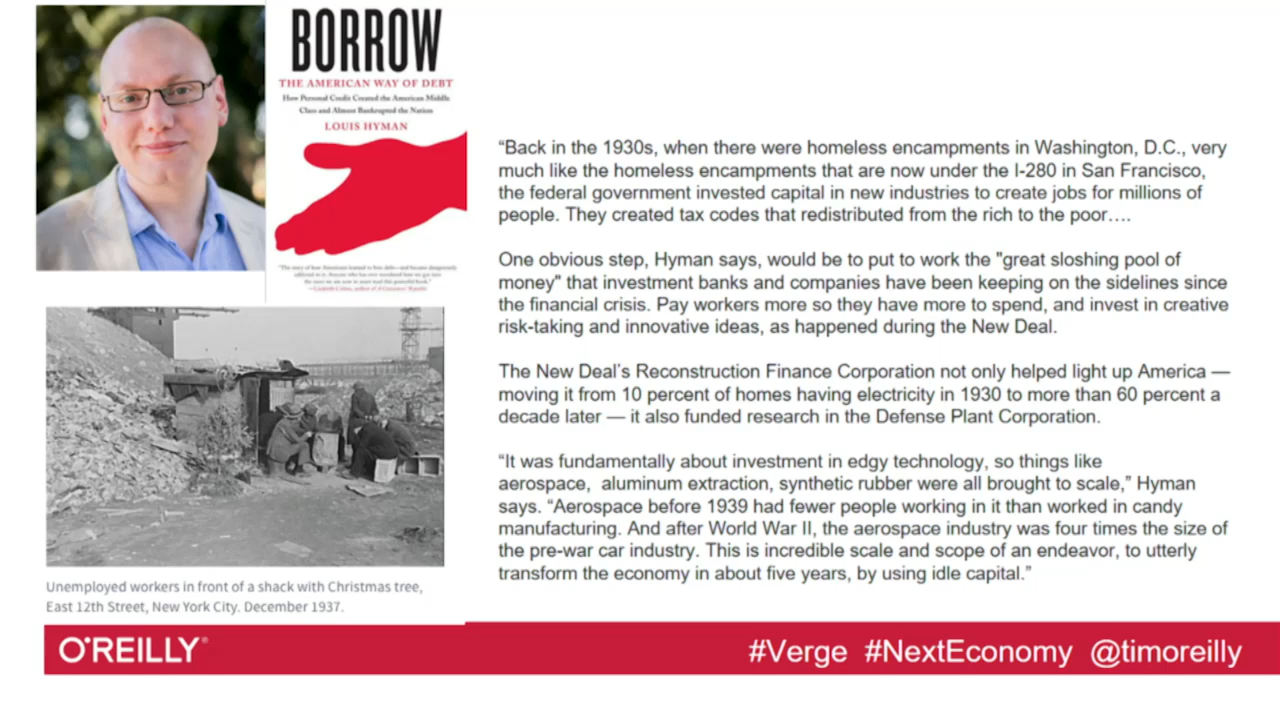 BORROW
THE AMERICAN WAY OF DEBT
How Personal Credit Created the American Middle
Class and Almost Bankrupted the Nation
LOUIS HYMAN
"The story of how Americans learned to
“Back in the 1930s, when there were homeless encampments in Washington, D.C., very
much like the homeless encampments that are now under the I-280 in San Francisco,
the federal government invested capital in new industries to create jobs for millions of
people. They created tax codes that redistributed from the rich to the poor….
One obvious step, Hyman says, would be to put to work the "great sloshing pool of
money" that investment banks and companies have been keeping on the sidelines since
the financial crisis. Pay workers more so they have more to spend, and invest in creative
risk-taking and innovative ideas, as happened during the New Deal.
The New Deal’s Reconstruction Finance Corporation not only helped light up America —
moving it from 10 percent of homes having electricity in 1930 to more than 60 percent a
decade later — it also funded research in the Defense Plant Corporation.
“It was fundamentally about investment in edgy technology, so things like
aerospace,  aluminum extraction, synthetic rubber were all brought to scale,” Hyman
says. “Aerospace before 1939 had fewer people working in it than worked in candy
manufacturing. And after World War II, the aerospace industry was four times the size of
the pre-war car industry. This is incredible scale and scope of an endeavor, to utterly
transform the economy in about five years, by using idle capital.”
Unemployed workers in front of a shack with Christmas tree,
East 12th Street, New York City. December 1937.
O'REILLY®
#Verge #NextEconomy @timoreilly